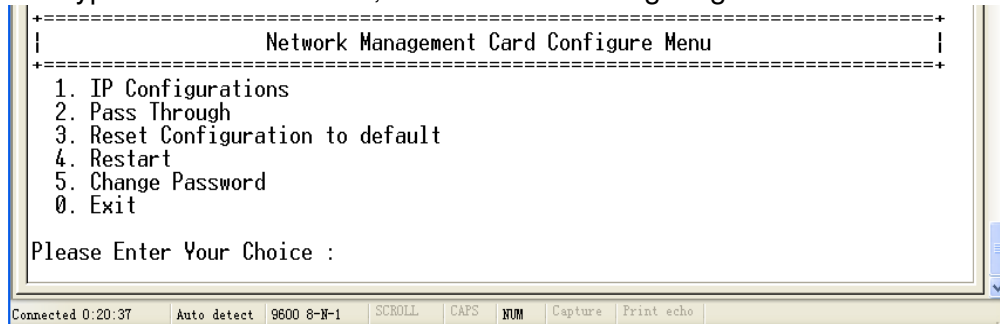 +==========================================================+
| Network Management Card Configure Menu |
+==========================================================+
1. IP Configurations
2. Pass Through
3. Reset Configuration to default
4. Restart
5. Change Password
0. Exit
Please Enter Your Choice :
Connected 0:20:37 Auto detect 9600 8-N-1 SCROLL CAPS NUM Capture Print echo